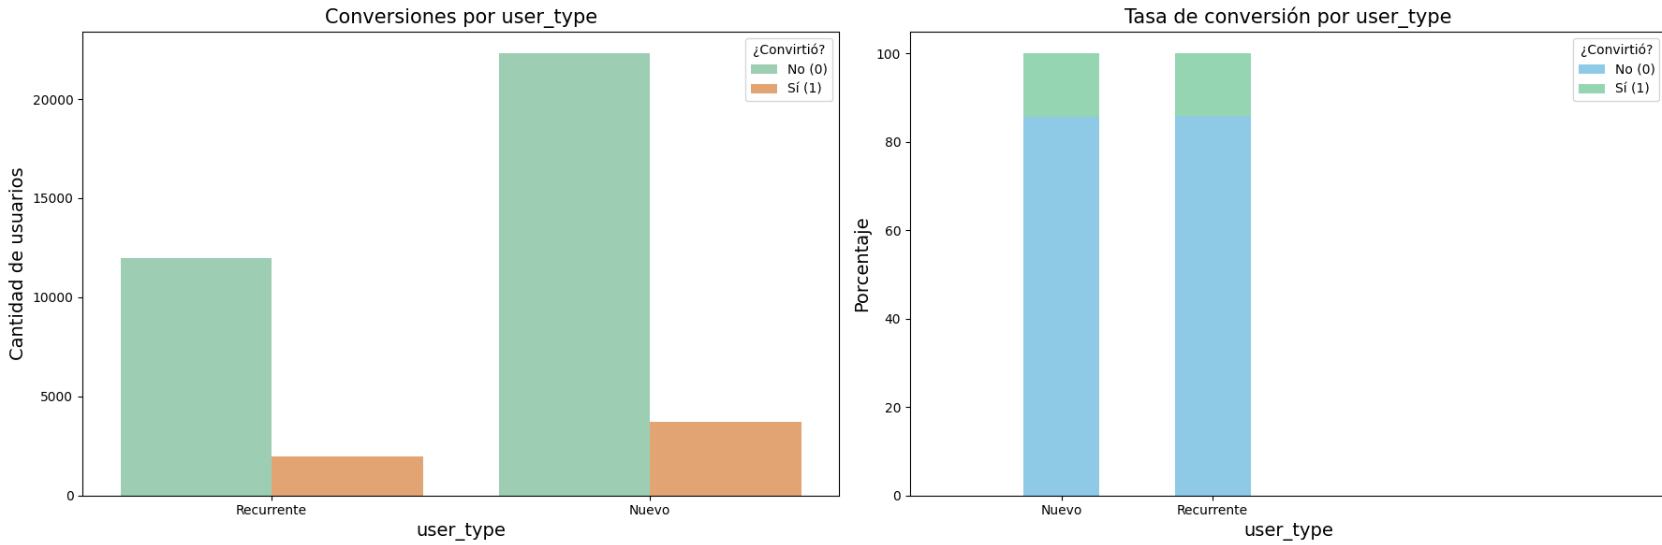 Conversiones por user_type
Cantidad de usuarios
20000
15000
10000
5000
0
¿Convirtió?
No (0)
Sí (1)
Recurrente
Nuevo
user_type
Tasa de conversión por user_type
Porcentaje
100
80
60
40
20
0
¿Convirtió?
No (0)
Sí (1)
Nuevo
Recurrente
user_type